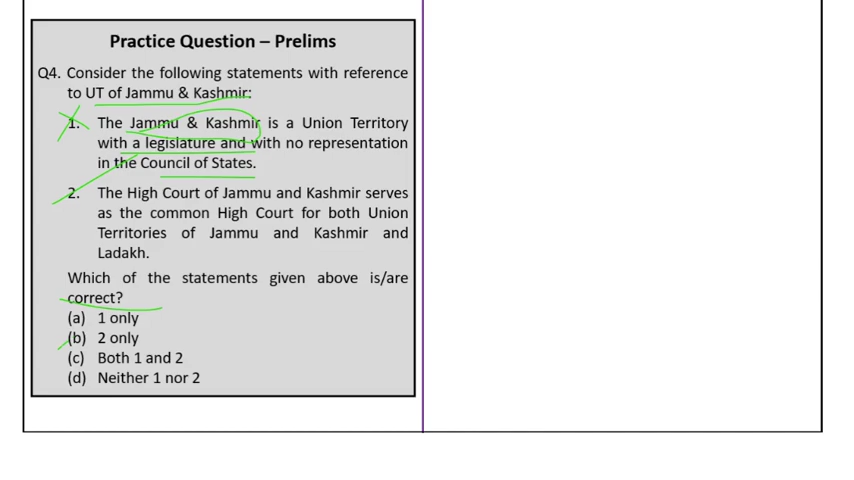 Practice Question – Prelims
Q4. Consider the following statements with reference
to UT of Jammu & Kashmir:
1. The Jammu & Kashmir is a Union Territory
with a legislature and with no representation
in the Council of States.
2. The High Court of Jammu and Kashmir serves
as the common High Court for both Union
Territories of Jammu and Kashmir and
Ladakh.
Which of the statements given above is/are
correct?
(a) 1 only
(b) 2 only
(c) Both 1 and 2
(d) Neither 1 nor 2